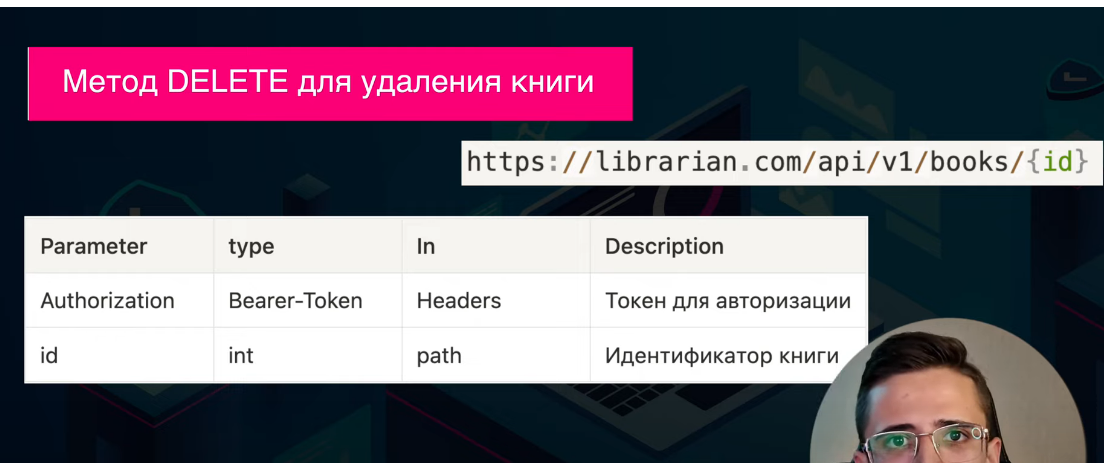 Метод DELETE для удаления книги
https://librarian.com/api/v1/books/{id}
Parameter type In Description
Authorization Bearer-Token Headers Токен для авторизации
id int path Идентификатор книги